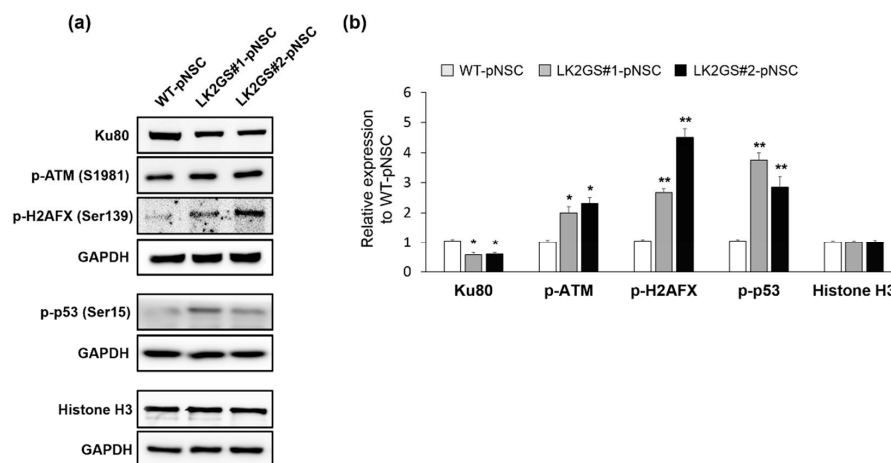 (a)
WT-pNSC
LK2GS#1-pNSC
LK2GS#2-pNSC
Ku80
p-ATM (S1981)
p-H2AFX (Ser139)
GAPDH
p-p53 (Ser15)
GAPDH
Histone H3
GAPDH
(b)
WT-pNSC LK2GS#1-pNSC LK2GS#2-pNSC
Relative expression
to WT-pNSC
6
5
4
3
2
1
0
* *
* *
** **
** **
Ku80 p-ATM p-H2AFX p-p53 Histone H3